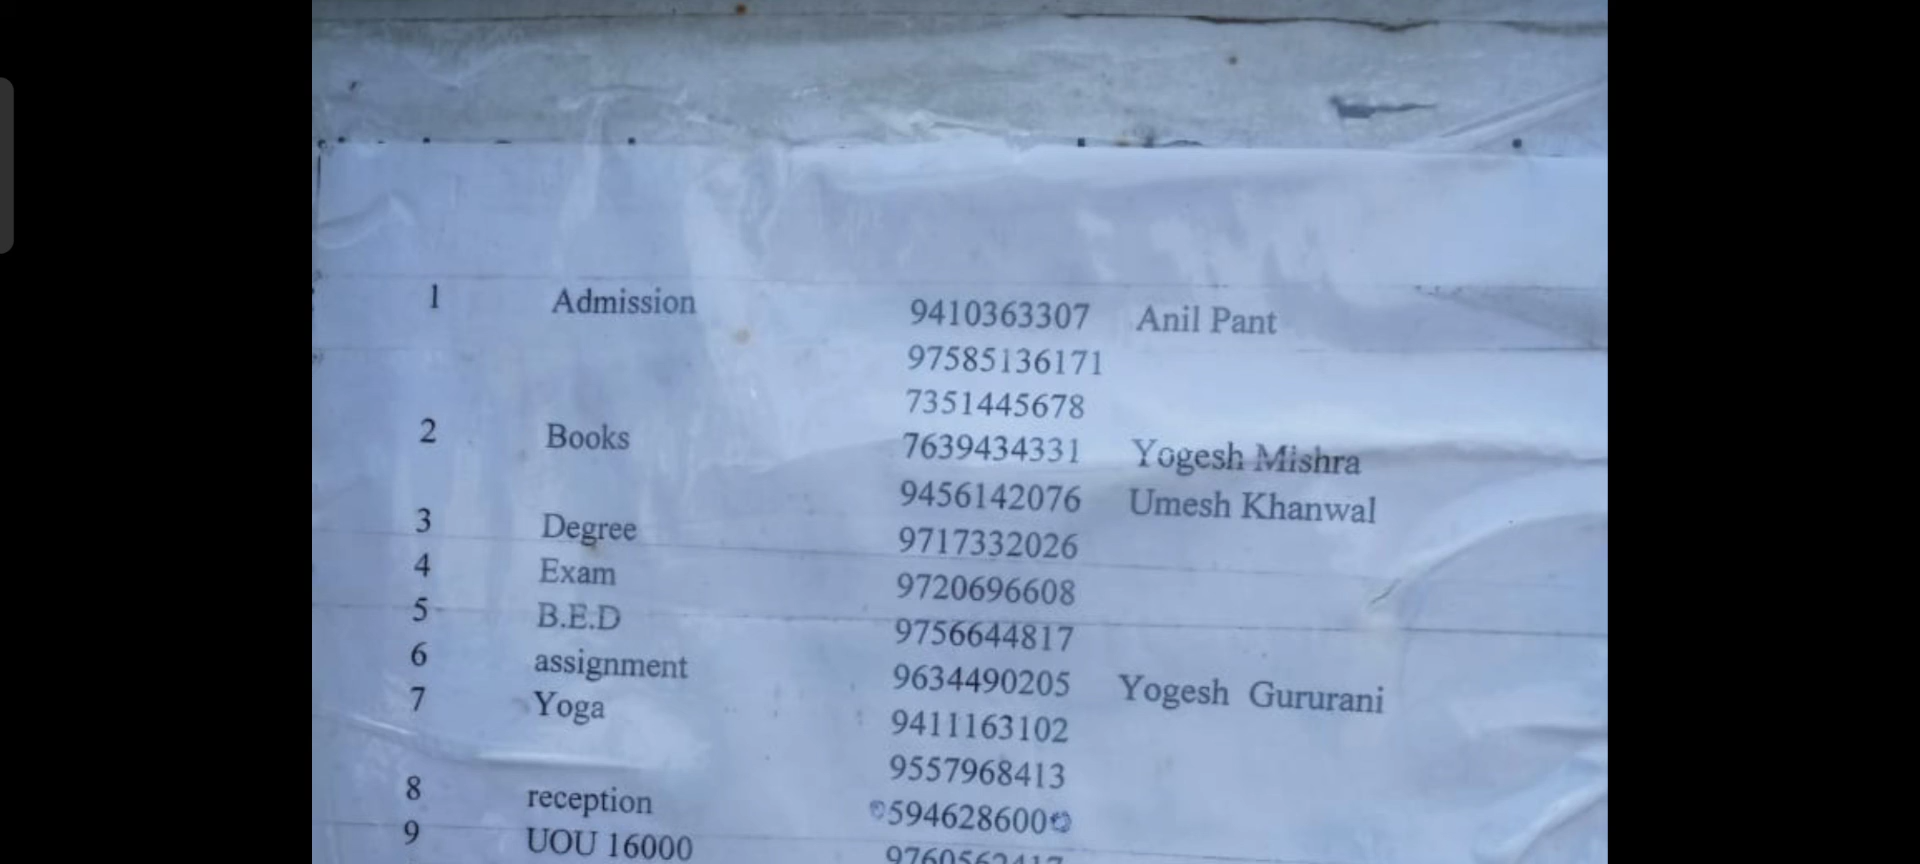 1 Admission 9410363307 Anil Pant
97585136171
7351445678
2 Books 7639434331 Yogesh Mishra
9456142076 Umesh Khanwal
3 Degree 9717332026
4 Exam 9720696608
5 B.E.D 9756644817
6 assignment 9634490205 Yogesh Gururani
7 Yoga 9411163102
9557968413
8 reception 594628600
9 UOU 16000